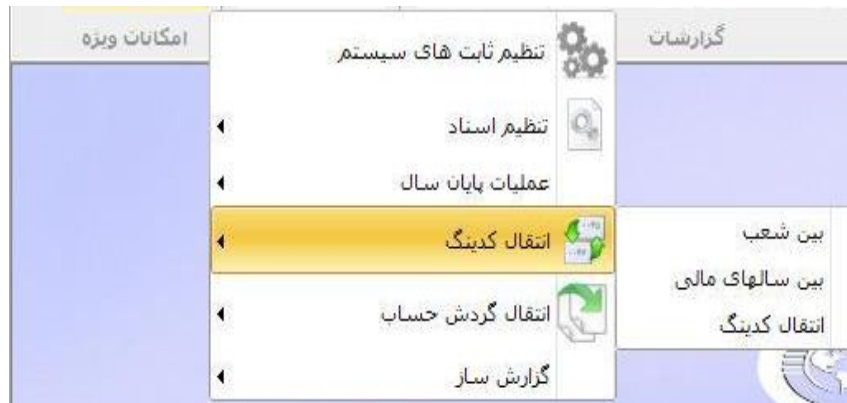 گزارشات
امکانات ویژه
تنظیم ثابت های سیستم
تنظیم اسناد
عملیات پایان سال
انتقال کدینگ
انتقال گردش حساب
گزارش ساز
بین شعب
بین سالهای مالی
انتقال کدینگ